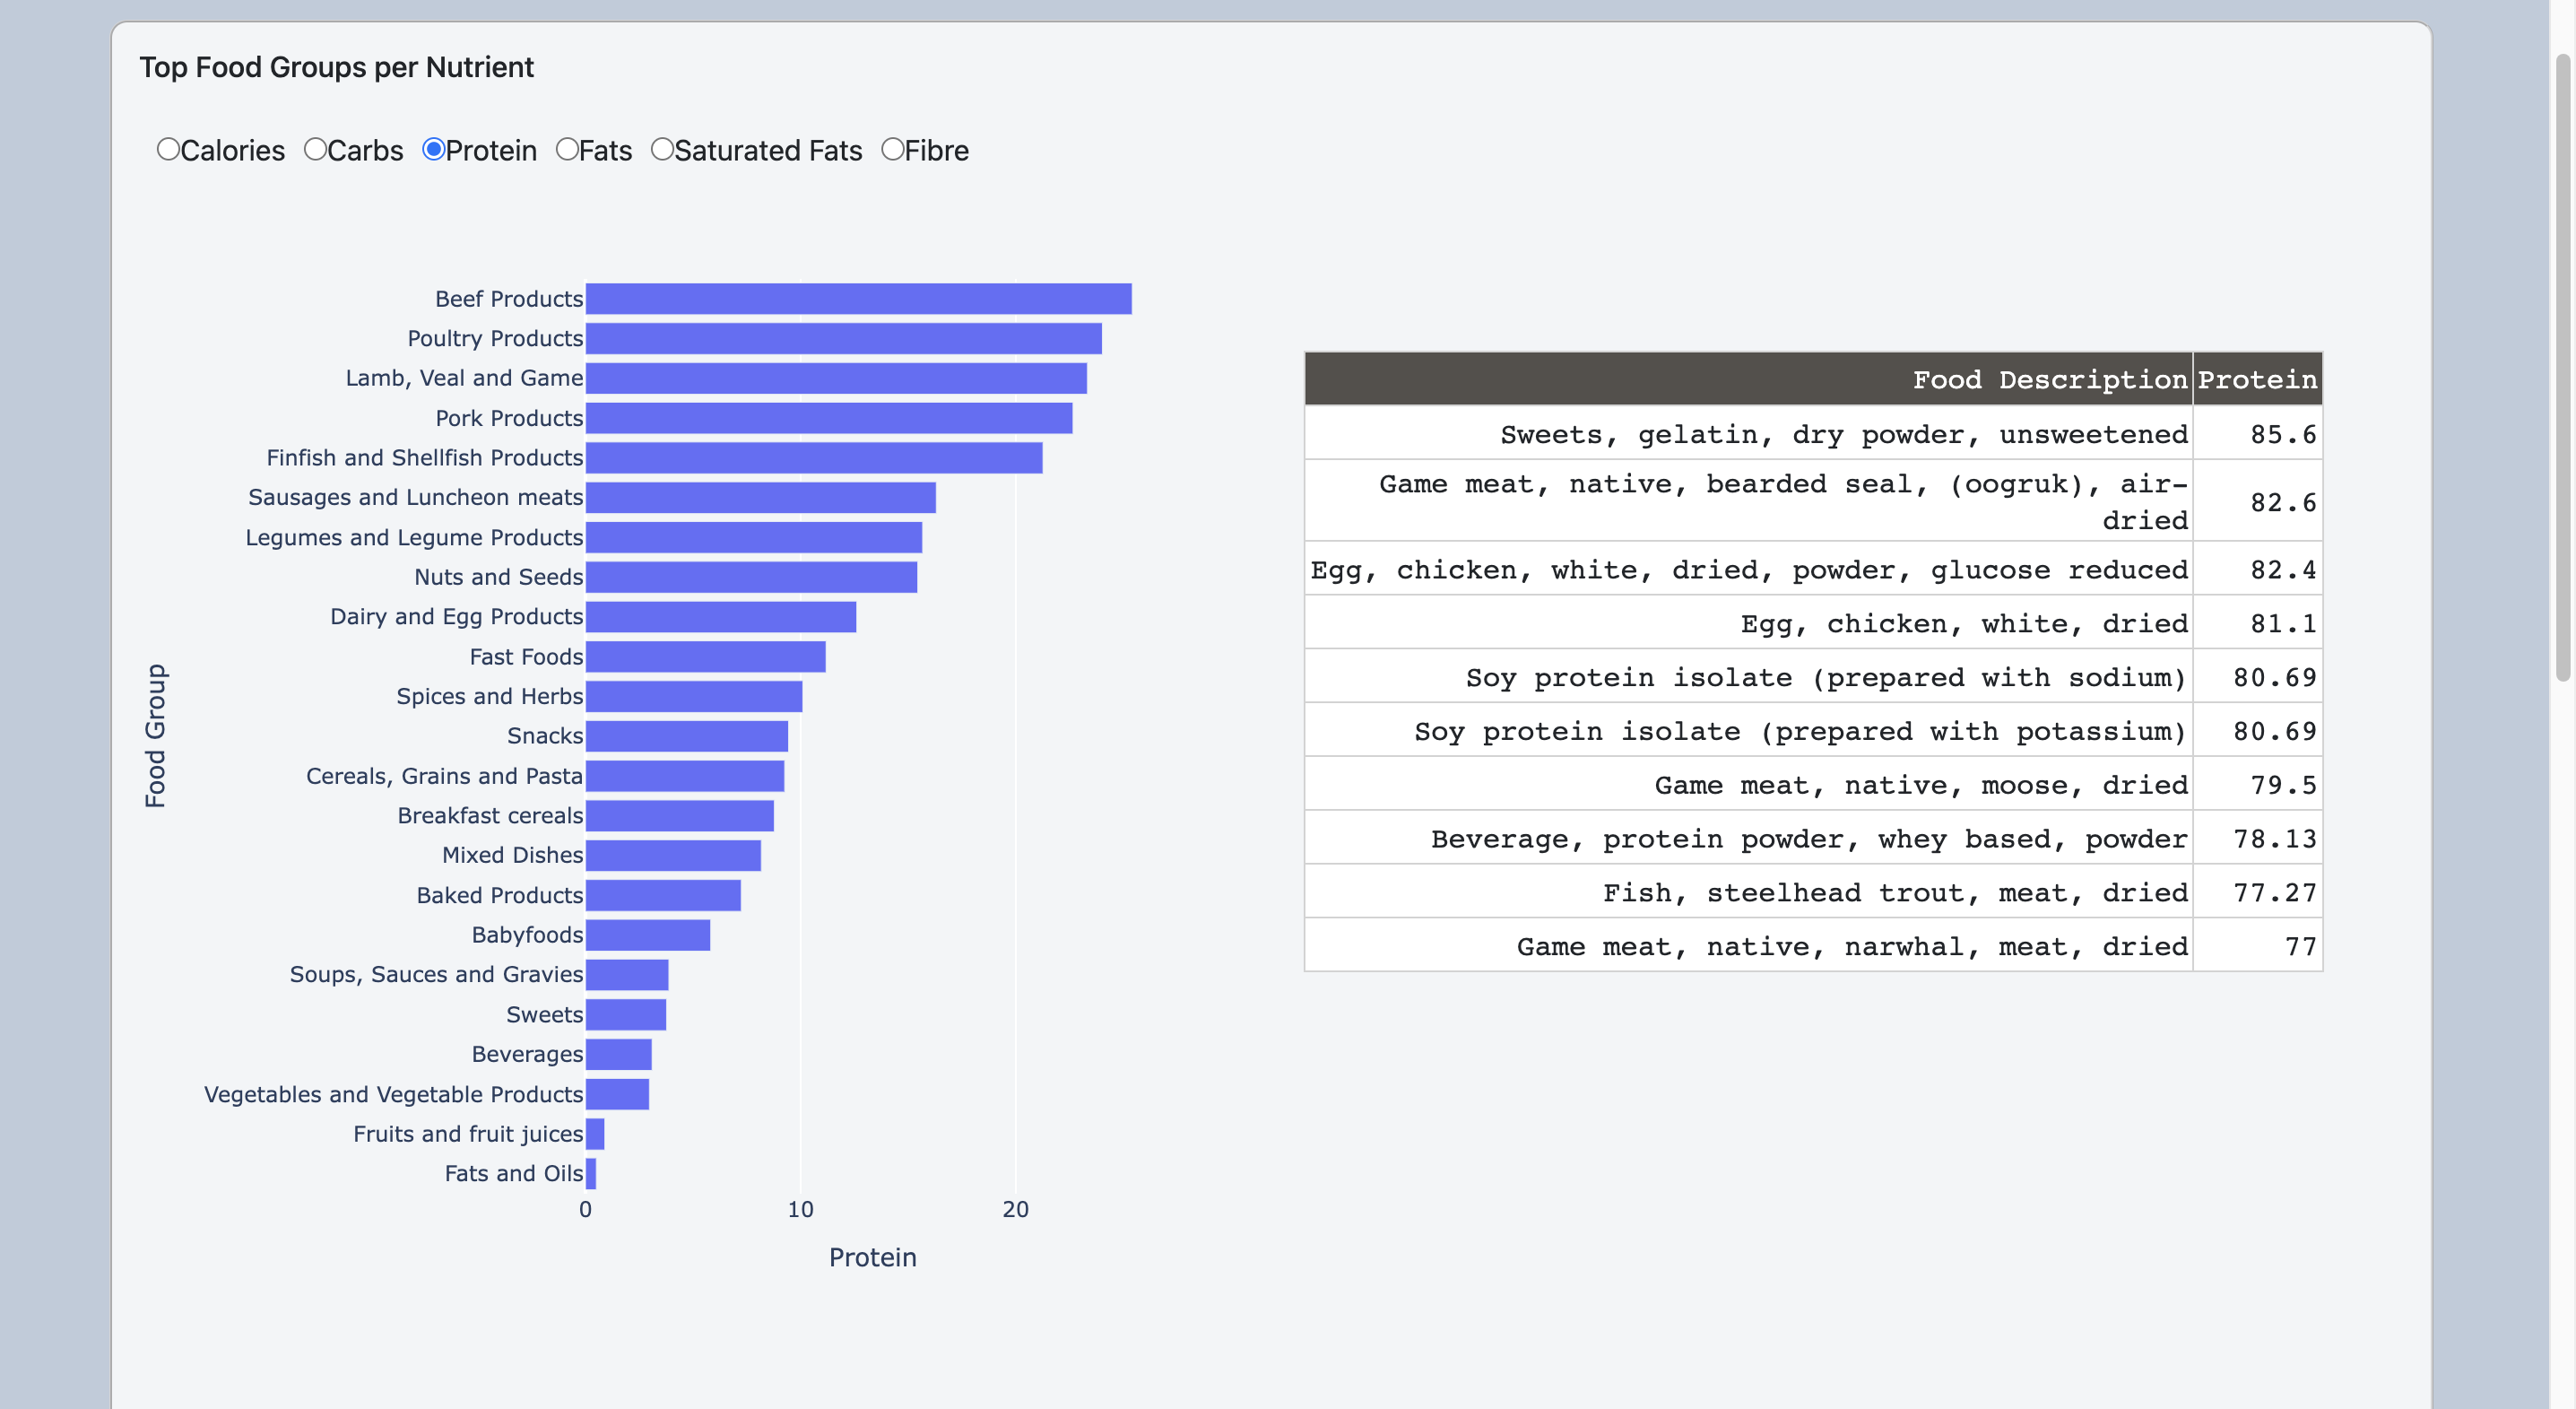 Top Food Groups per Nutrient
Calories Carbs Protein Fats Saturated Fats Fibre
Food Group
Beef Products
Poultry Products
Lamb, Veal and Game
Pork Products
Finfish and Shellfish Products
Sausages and Luncheon meats
Legumes and Legume Products
Nuts and Seeds
Dairy and Egg Products
Fast Foods
Spices and Herbs
Snacks
Cereals, Grains and Pasta
Breakfast cereals
Mixed Dishes
Baked Products
Babyfoods
Soups, Sauces and Gravies
Sweets
Beverages
Vegetables and Vegetable Products
Fruits and fruit juices
Fats and Oils
0 10 20
Protein
Food Description Protein
Sweets, gelatin, dry powder, unsweetened 85.6
Game meat, native, bearded seal, (oogruk), air-
dried 82.6
Egg, chicken, white, dried, powder, glucose reduced 82.4
Egg, chicken, white, dried 81.1
Soy protein isolate (prepared with sodium) 80.69
Soy protein isolate (prepared with potassium) 80.69
Game meat, native, moose, dried 79.5
Beverage, protein powder, whey based, powder 78.13
Fish, steelhead trout, meat, dried 77.27
Game meat, native, narwhal, meat, dried 77